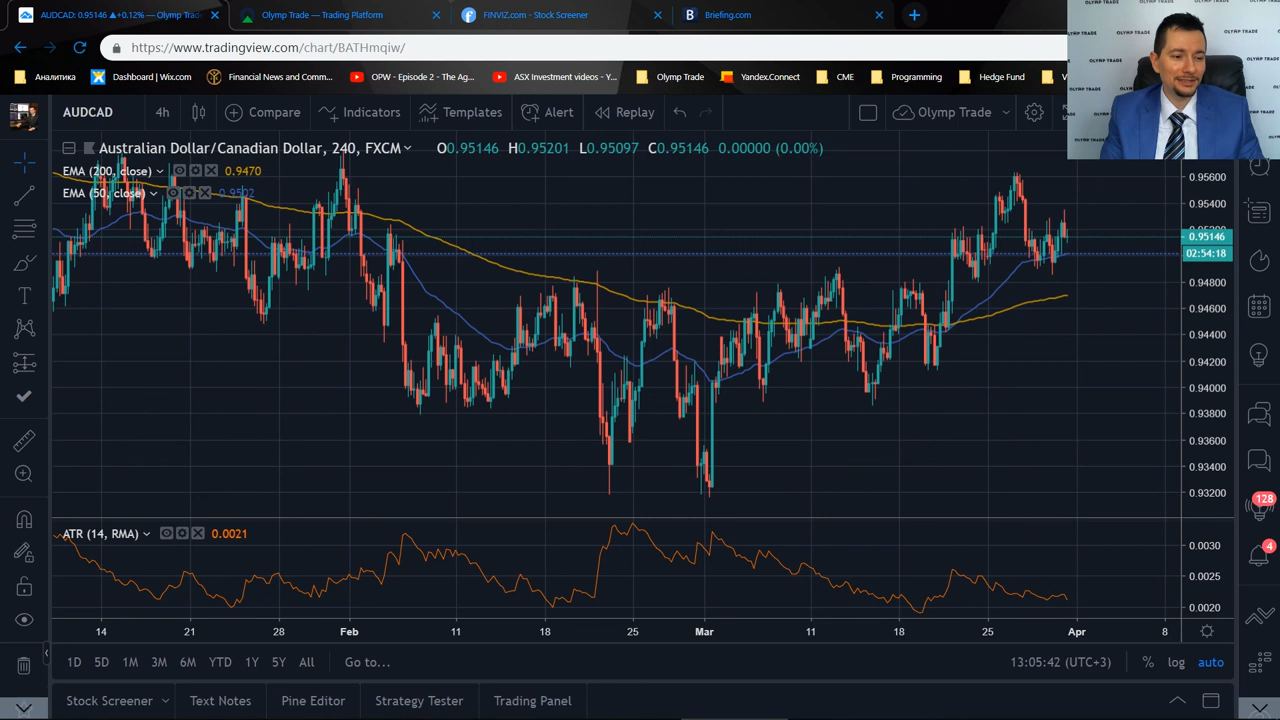 AUDCAD: 0.95146 ▲+0.12% — Olymp Trad
Olymp Trade — Trading Platform
FINVIZ.com - Stock Screener
Briefing.com
https://www.tradingview.com/chart/BATHmqiw/
Аналитика
Dashboard | Wix.com
Financial News and Comm...
OPW - Epicode 2 - The Ag...
ASX Investment videos - Y...
Olymp Trade
Yandex.Connect
CME
Programming
Hedge Fund
OLYMP TRADE
AUDCAD
4h
Compare
Indicators
Templates
Alert
Replay
Olymp Trade
Australian Dollar/Canadian Dollar, 240,
O0.95146 H0.95201 L0.95097 C0.95146 0.00000 (0.00%)
EMA (200, close) 0.9470
EMA (50, close) 0.9502
0.95600
0.95400
0.95200
0.95146
02:54:18
0.94800
0.94600
0.94400
0.94200
0.94000
0.93800
0.93600
0.93400
0.93200
ATR (14, RMA) 0.0021
0.0030
0.0025
0.0020
14
21
28
Feb
11
18
25
Mar
11
18
25
Apr
8
128
4
1D 5D 1M 3M 6M YTD 1Y 5Y All
Go to...
13:05:42 (UTC+3)
% log auto
Stock Screener
Text Notes
Pine Editor
Strategy Tester
Trading Panel